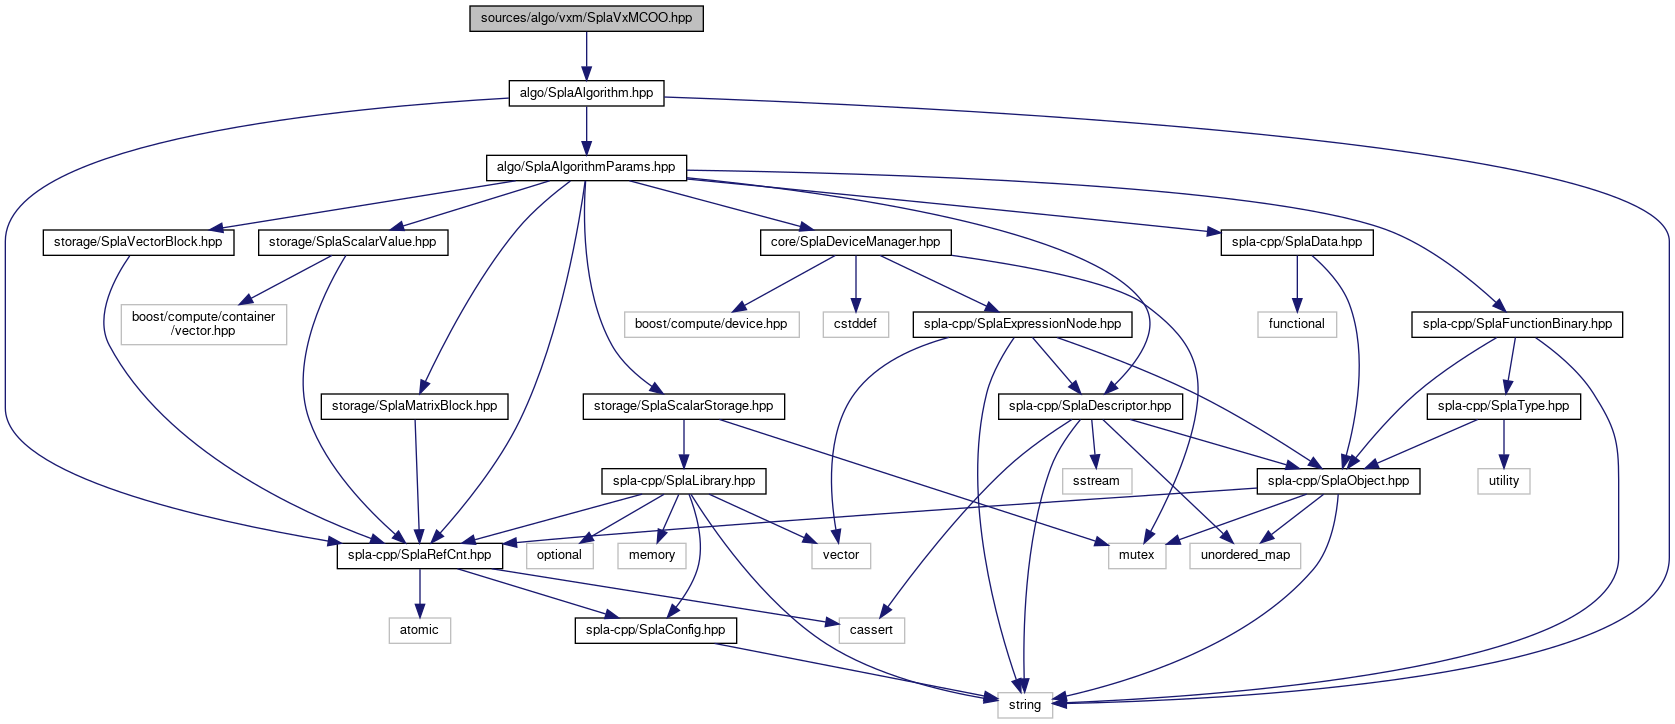 sources/algo/vxm/SplaVxMCOO.hpp
algo/SplaAlgorithm.hpp
algo/SplaAlgorithmParams.hpp
storage/SplaVectorBlock.hpp
storage/SplaScalarValue.hpp
core/SplaDeviceManager.hpp
spla-cpp/SplaData.hpp
boost/compute/container
/vector.hpp
boost/compute/device.hpp
cstddef
spla-cpp/SplaExpressionNode.hpp
functional
spla-cpp/SplaFunctionBinary.hpp
storage/SplaMatrixBlock.hpp
storage/SplaScalarStorage.hpp
spla-cpp/SplaDescriptor.hpp
spla-cpp/SplaType.hpp
spla-cpp/SplaLibrary.hpp
sstream
spla-cpp/SplaObject.hpp
utility
spla-cpp/SplaRefCnt.hpp
optional
memory
vector
mutex
unordered_map
atomic
spla-cpp/SplaConfig.hpp
cassert
string